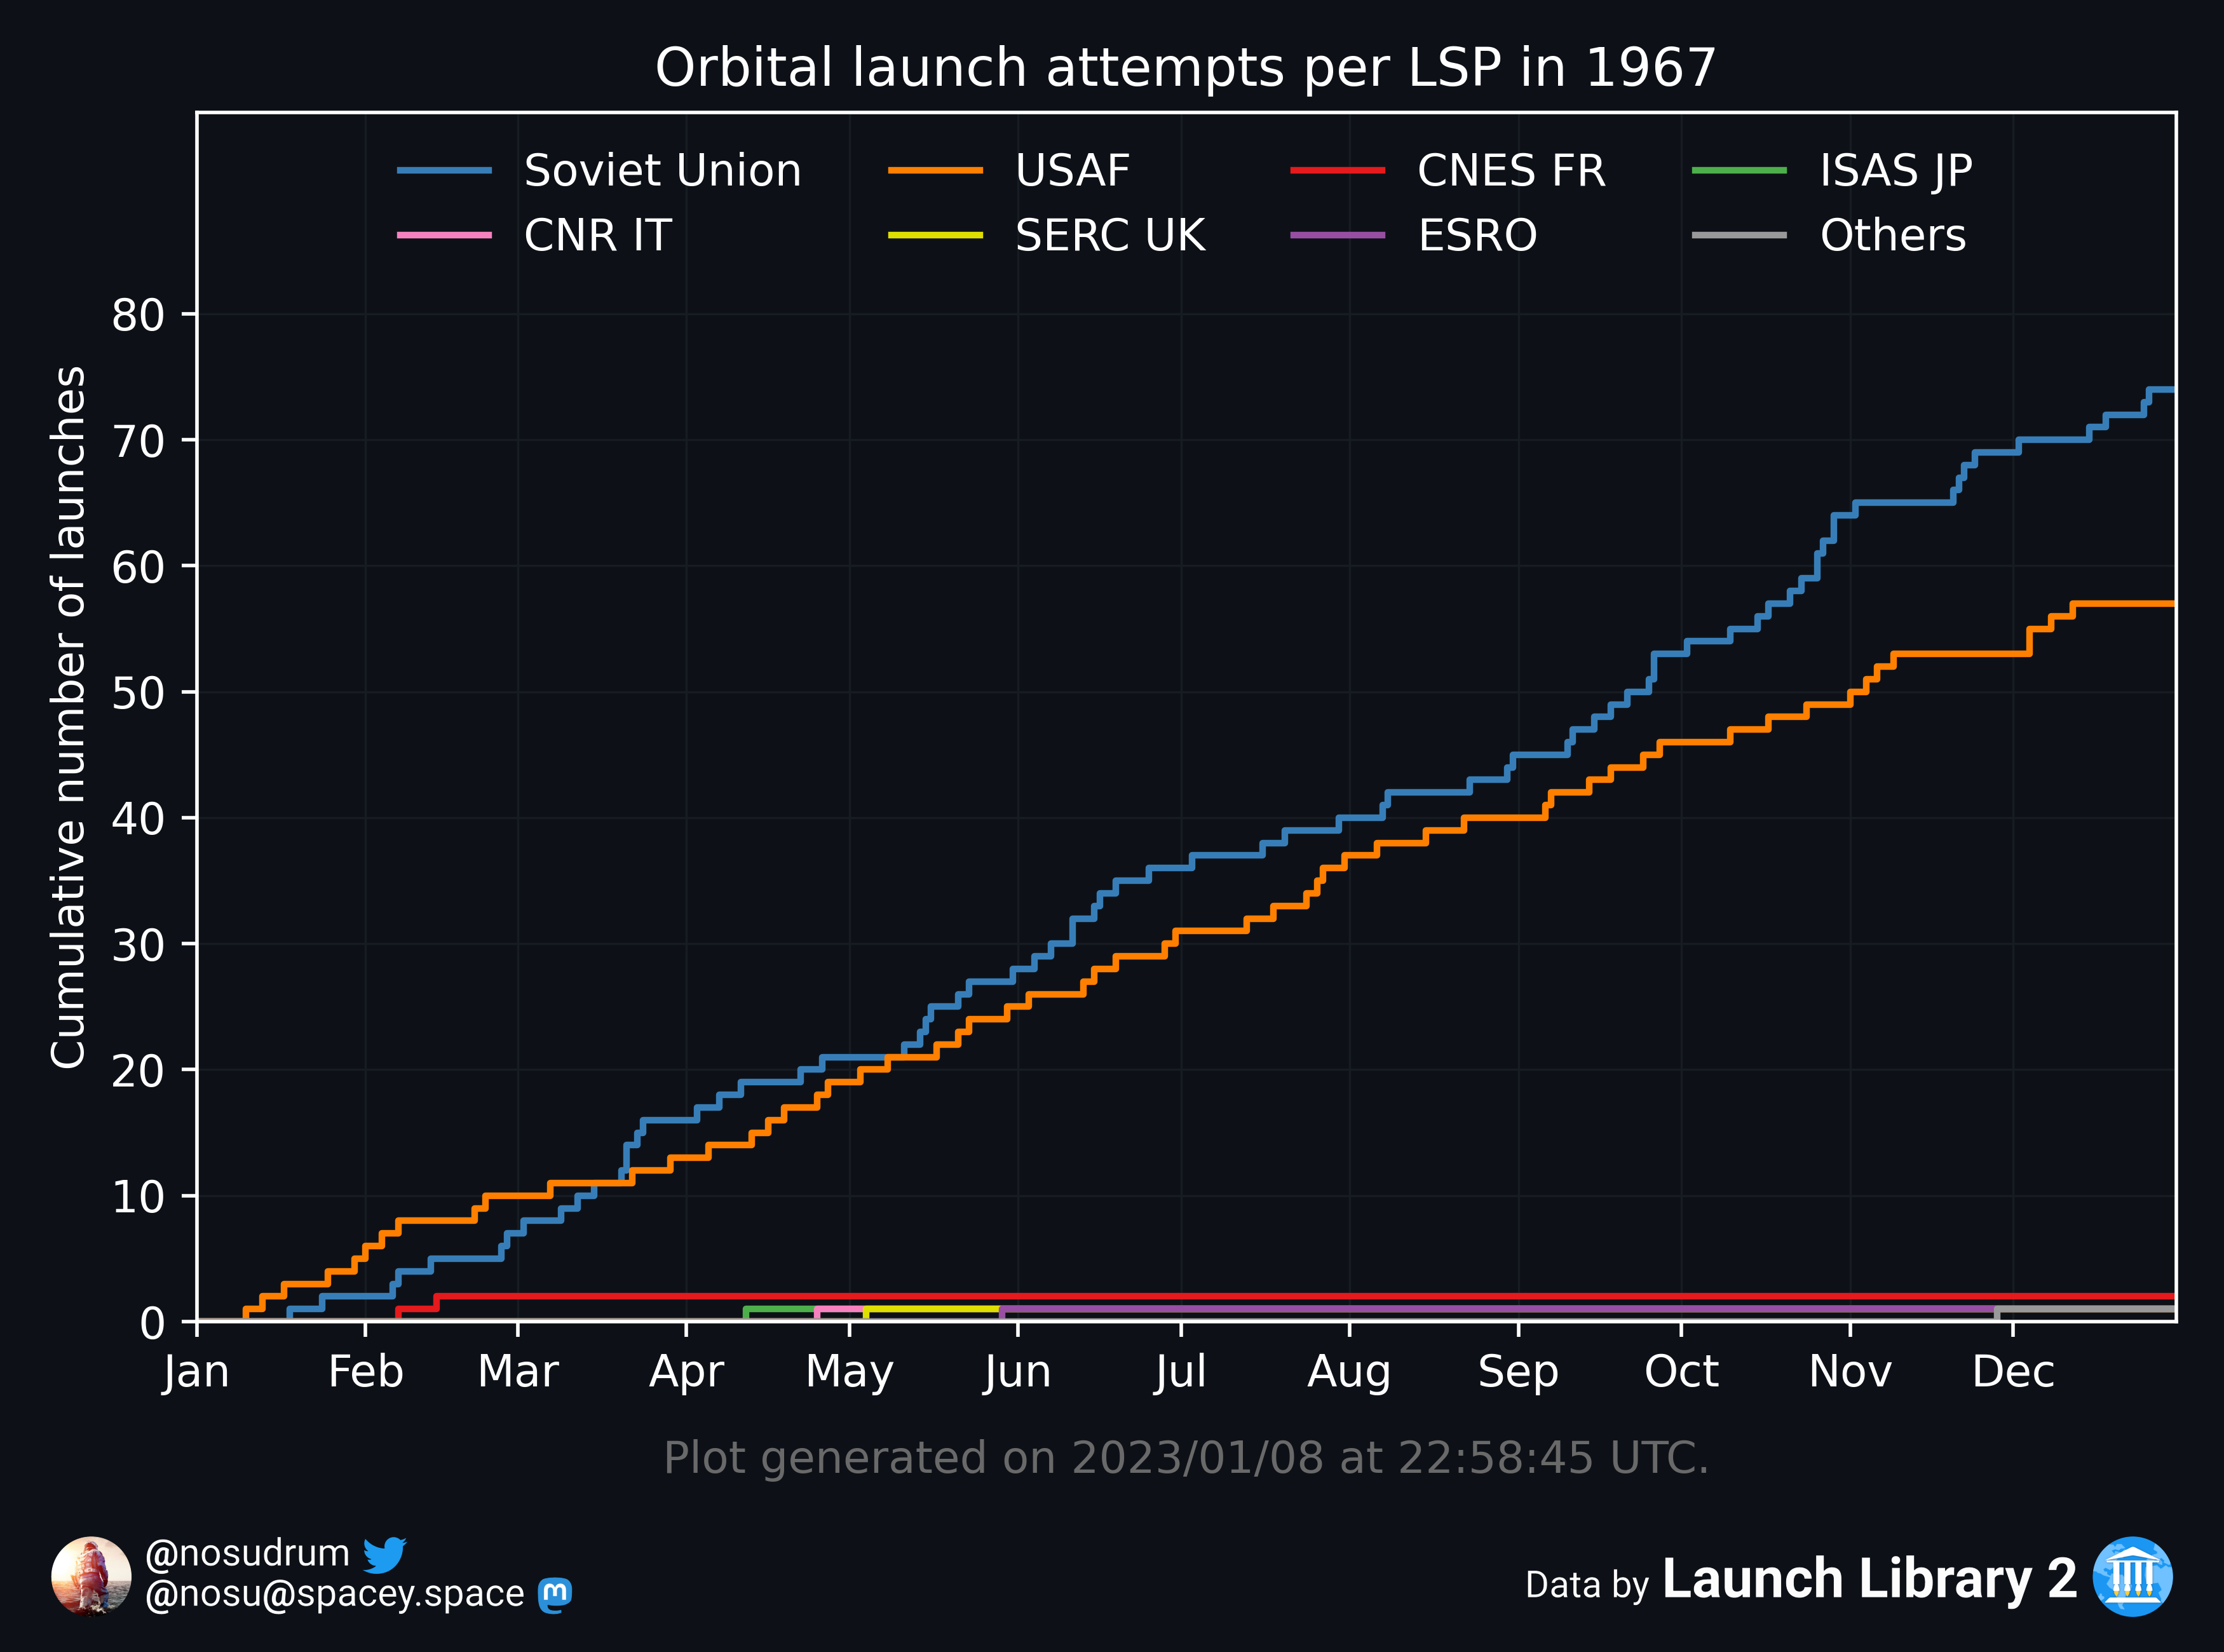 Orbital launch attempts per LSP in 1967
Soviet Union USAF CNES FR ISAS JP
CNR IT SERC UK ESRO Others
Cumulative number of launches
80
70
60
50
40
30
20
10
0
Jan Feb Mar Apr May Jun Jul Aug Sep Oct Nov Dec
Plot generated on 2023/01/08 at 22:58:45 UTC.
@nosudrum
@nosu@spacey.space
Data by Launch Library 2